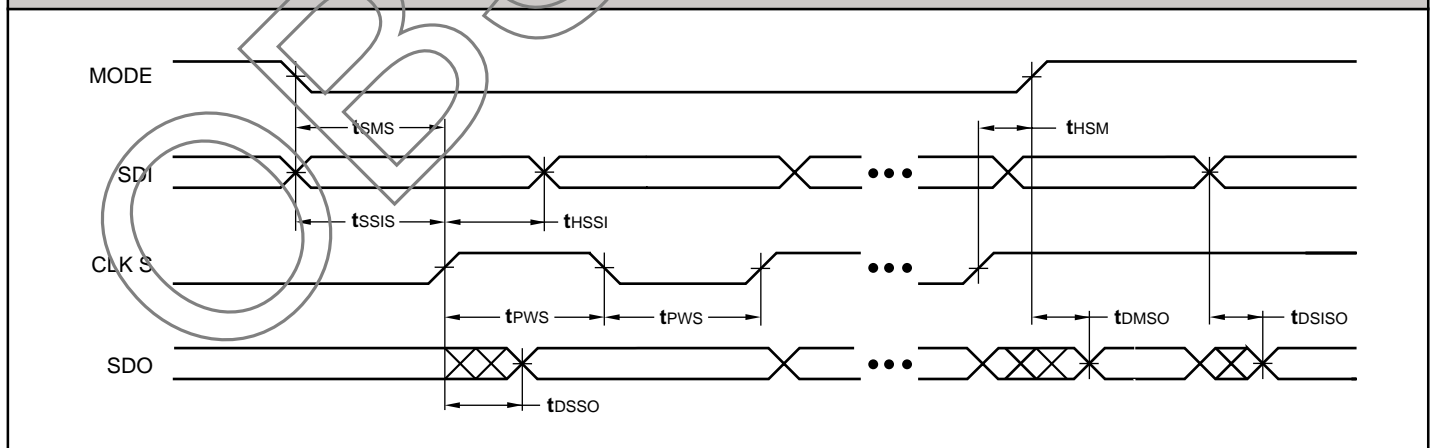 MODE
tSMS
tHSM
SDI
tSSIS
tHSSI
CLK S
tPWS
tPWS
tDMSO
tDSISO
SDO
tDSSO